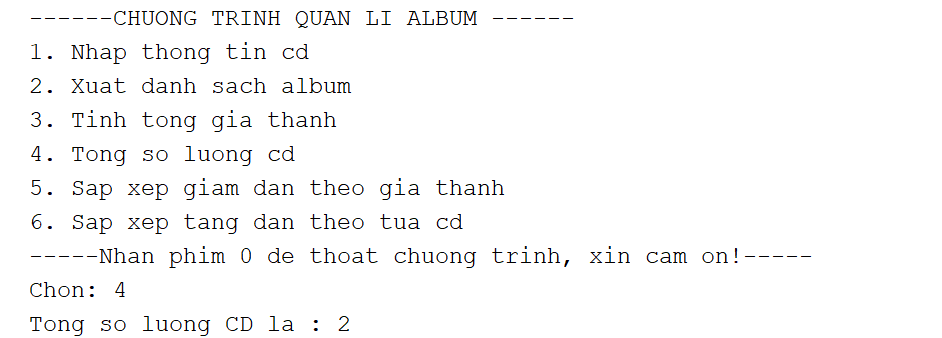 ------CHUONG TRINH QUAN LI ALBUM ------
1. Nhap thong tin cd
2. Xuat danh sach album
3. Tinh tong gia thanh
4. Tong so luong cd
5. Sap xep giam dan theo gia thanh
6. Sap xep tang dan theo tua cd
-----Nhan phim 0 de thoat chuong trinh, xin cam on!-----
Chon: 4
Tong so luong CD la : 2